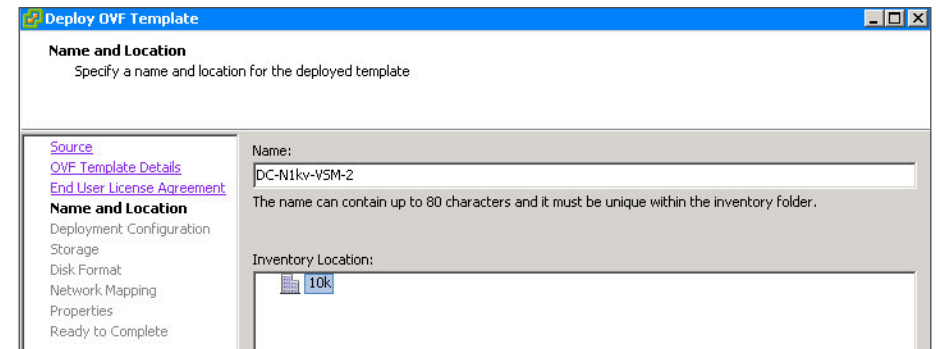 Deploy OVF Template
Name and Location
Specify a name and location for the deployed template
Source
OVF Template Details
End User License Agreement
Name and Location
Deployment Configuration
Storage
Disk Format
Network Mapping
Properties
Ready to Complete
Name:
DC-N1kv-VSM-2
The name can contain up to 80 characters and it must be unique within the inventory folder.
Inventory Location:
10k